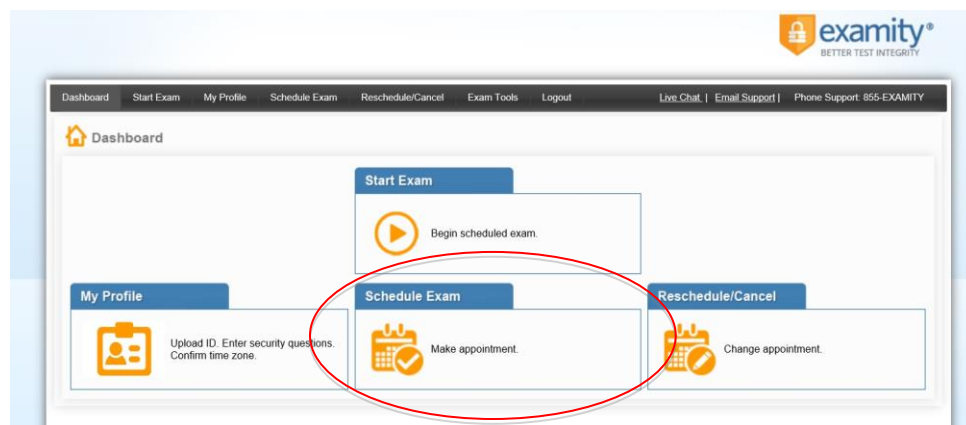 examity®
BETTER TEST INTEGRITY
Dashboard Start Exam My Profile Schedule Exam Reschedule/Cancel Exam Tools Logout Live Chat | Email Support | Phone Support: 855-EXAMITY
Dashboard
Start Exam
Begin scheduled exam.
My Profile
Upload ID. Enter security questions.
Confirm time zone.
Schedule Exam
Make appointment.
Reschedule/Cancel
Change appointment.